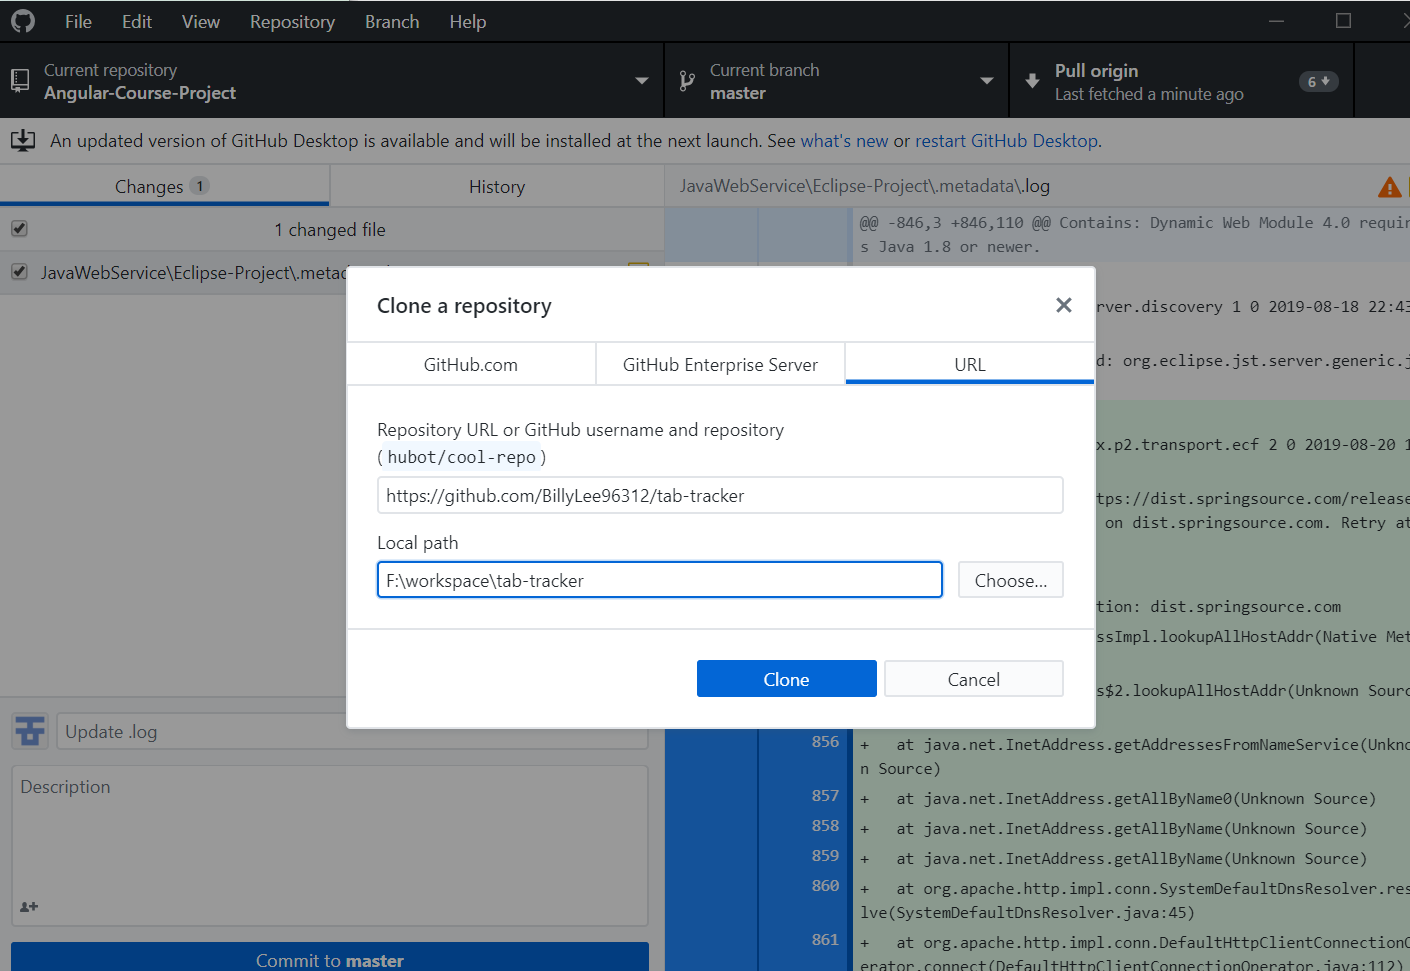 File Edit View Repository Branch Help
Current repository
Angular-Course-Project
Current branch
master
Pull origin
Last fetched a minute ago
6
An updated version of GitHub Desktop is available and will be installed at the next launch. See what's new or restart GitHub Desktop.
Changes 1
History
JavaWebService\Eclipse-Project\.metadata\.log
1 changed file
JavaWebService\Eclipse-Project\.metad
@@ -846,3 +846,110 @@ Contains: Dynamic Web Module 4.0 requir
s Java 1.8 or newer.
rver.discovery 1 0 2019-08-18 22:43
d: org.eclipse.jst.server.generic.j
x.p2.transport.ecf 2 0 2019-08-20 1
tps://dist.springsource.com/release
on dist.springsource.com. Retry at
tion: dist.springsource.com
ssImpl.lookupAllHostAddr(Native Met
s$2.lookupAllHostAddr(Unknown Sourc
Clone a repository
GitHub.com
GitHub Enterprise Server
URL
Repository URL or GitHub username and repository
(hubot/cool-repo)
https://github.com/BillyLee96312/tab-tracker
Local path
F:\workspace\tab-tracker
Choose...
Clone
Cancel
Update .log
Description
Commit to master
856 + at java.net.InetAddress.getAddressesFromNameService(Unkno
n Source)
857 + at java.net.InetAddress.getAllByName0(Unknown Source)
858 + at java.net.InetAddress.getAllByName(Unknown Source)
859 + at java.net.InetAddress.getAllByName(Unknown Source)
860 + at org.apache.http.impl.conn.SystemDefaultDnsResolver.res
lve(SystemDefaultDnsResolver.java:45)
861 + at org.apache.http.impl.conn.DefaultHttpClientConnectionO
erator.connect(DefaultHttpClientConnectionOperator.java:112)